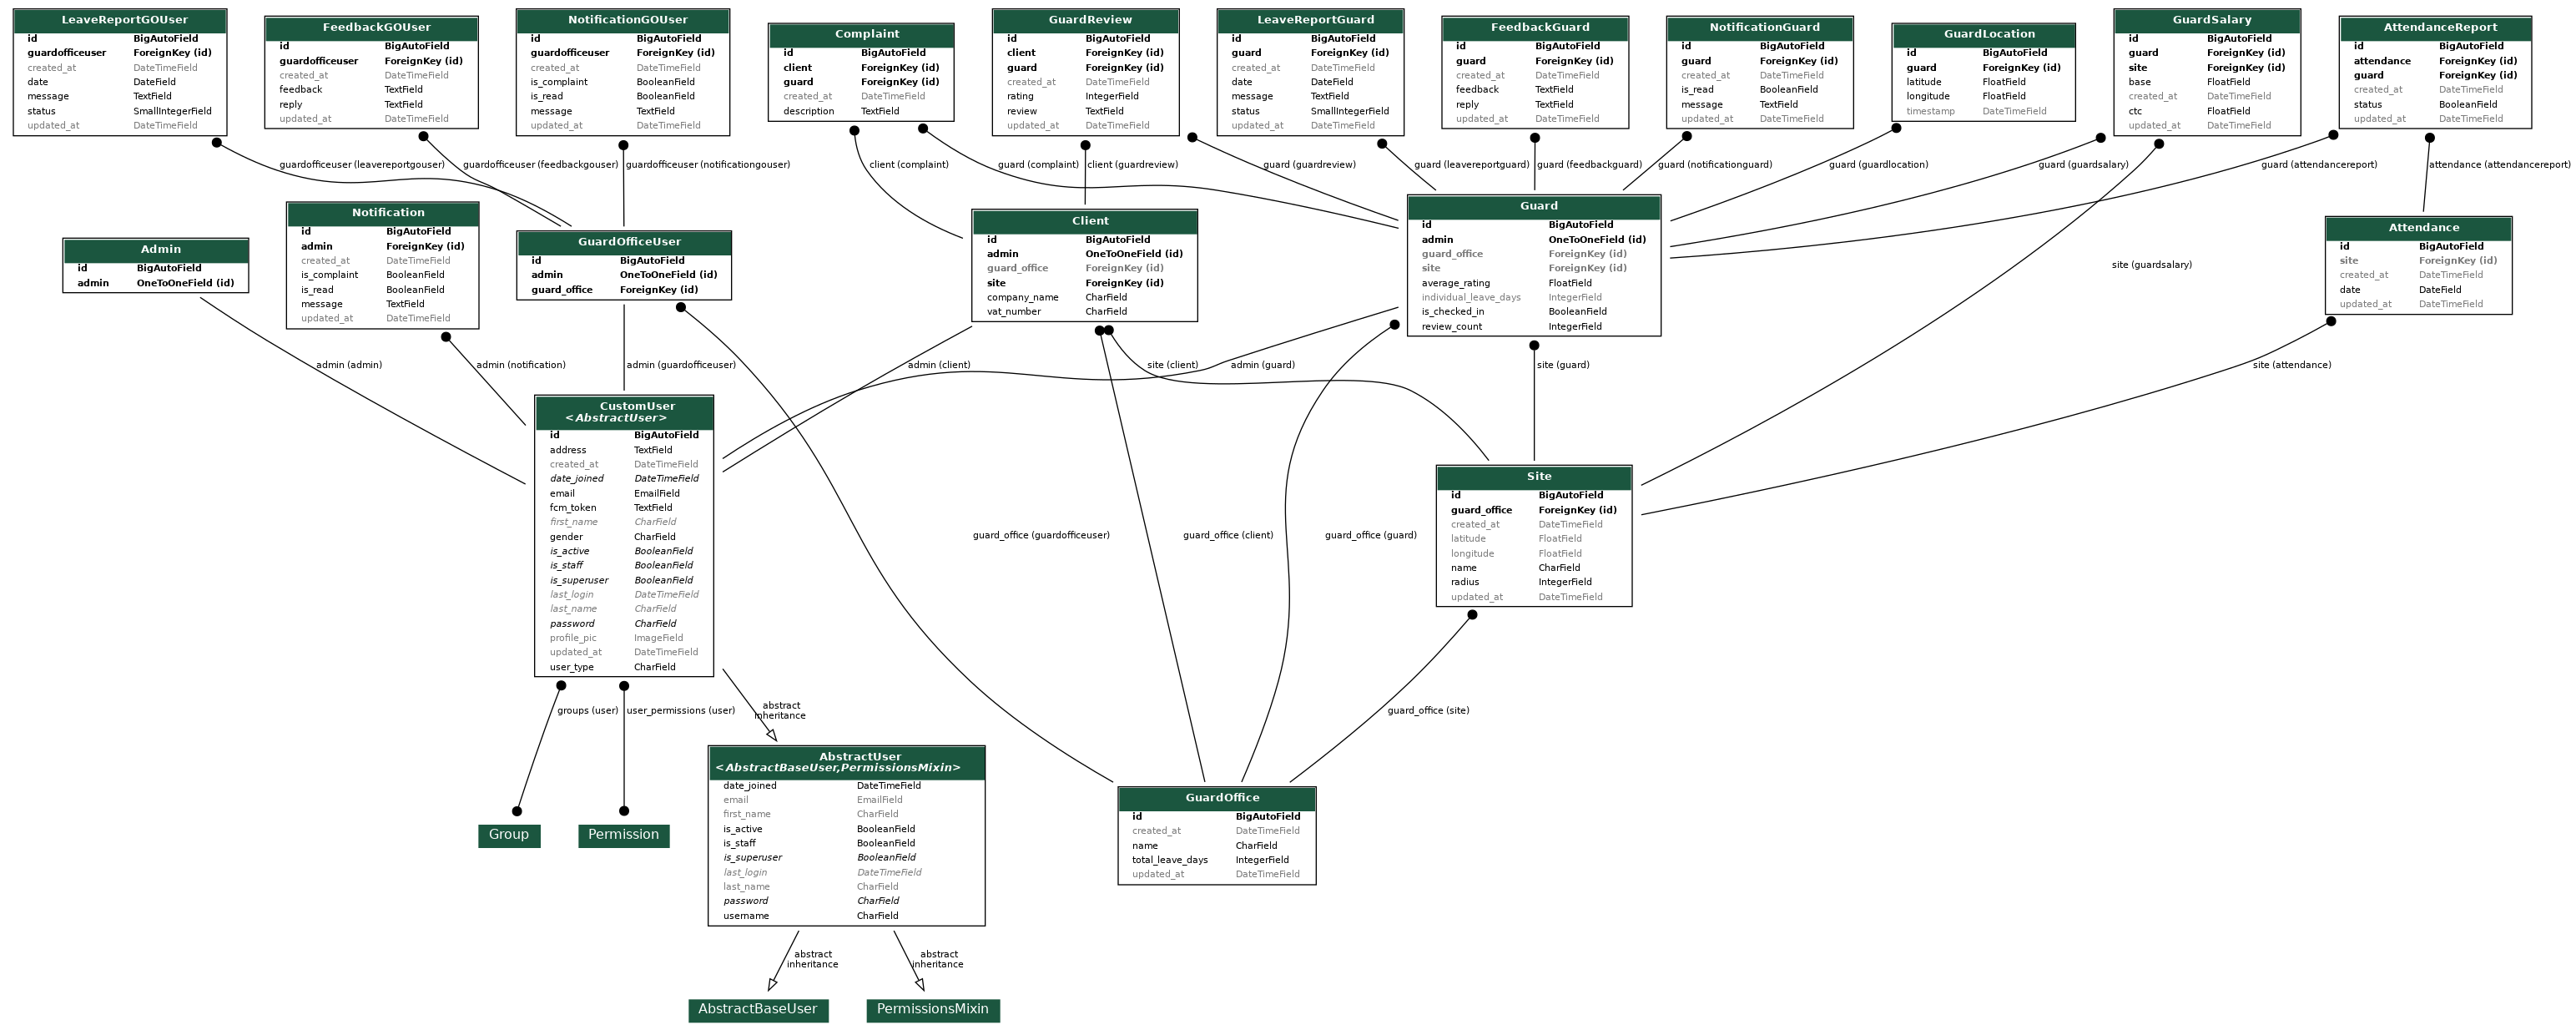 LeaveReportGOUser
id BigAutoField
guardofficeuser ForeignKey (id)
created_at DateTimeField
date DateField
message TextField
status SmallIntegerField
updated_at DateTimeField
FeedbackGOUser
id BigAutoField
guardofficeuser ForeignKey (id)
created_at DateTimeField
feedback TextField
reply TextField
updated_at DateTimeField
NotificationGOUser
id BigAutoField
guardofficeuser ForeignKey (id)
created_at DateTimeField
is_complaint BooleanField
is_read BooleanField
message TextField
updated_at DateTimeField
Complaint
id BigAutoField
client ForeignKey (id)
guard ForeignKey (id)
created_at DateTimeField
description TextField
GuardReview
id BigAutoField
client ForeignKey (id)
guard ForeignKey (id)
created_at DateTimeField
rating IntegerField
review TextField
updated_at DateTimeField
LeaveReportGuard
id BigAutoField
guard ForeignKey (id)
created_at DateTimeField
date DateField
message TextField
status SmallIntegerField
updated_at DateTimeField
FeedbackGuard
id BigAutoField
guard ForeignKey (id)
created_at DateTimeField
feedback TextField
reply TextField
updated_at DateTimeField
NotificationGuard
id BigAutoField
guard ForeignKey (id)
created_at DateTimeField
is_read BooleanField
message TextField
updated_at DateTimeField
GuardLocation
id BigAutoField
guard ForeignKey (id)
latitude FloatField
longitude FloatField
timestamp DateTimeField
GuardSalary
id BigAutoField
guard ForeignKey (id)
site ForeignKey (id)
base FloatField
created_at DateTimeField
ctc FloatField
updated_at DateTimeField
AttendanceReport
id BigAutoField
attendance ForeignKey (id)
guard ForeignKey (id)
created_at DateTimeField
status BooleanField
updated_at DateTimeField
guardofficeuser (leavereportgouser)
guardofficeuser (feedbackgouser)
guardofficeuser (notificationgouser)
client (complaint)
guard (complaint)
client (guardreview)
guard (guardreview)
guard (leavereportguard)
guard (feedbackguard)
guard (notificationguard)
guard (guardlocation)
guard (guardsalary)
guard (attendancereport)
attendance (attendancereport)
Admin
id BigAutoField
admin OneToOneField (id)
Notification
id BigAutoField
admin ForeignKey (id)
created_at DateTimeField
is_complaint BooleanField
is_read BooleanField
message TextField
updated_at DateTimeField
GuardOfficeUser
id BigAutoField
admin OneToOneField (id)
guard_office ForeignKey (id)
Client
id BigAutoField
admin OneToOneField (id)
guard_office ForeignKey (id)
site ForeignKey (id)
company_name CharField
vat_number CharField
Guard
id BigAutoField
admin OneToOneField (id)
guard_office ForeignKey (id)
site ForeignKey (id)
average_rating FloatField
individual_leave_days IntegerField
is_checked_in BooleanField
review_count IntegerField
site (guardsalary)
Attendance
id BigAutoField
site ForeignKey (id)
created_at DateTimeField
date DateField
updated_at DateTimeField
admin (admin)
admin (notification)
admin (guardofficeuser)
admin (client)
site (client)
admin (guard)
site (guard)
site (attendance)
CustomUser
<AbstractUser>
id BigAutoField
address TextField
created_at DateTimeField
date_joined DateTimeField
email EmailField
fcm_token TextField
first_name CharField
gender CharField
is_active BooleanField
is_staff BooleanField
is_superuser BooleanField
last_login DateTimeField
last_name CharField
password CharField
profile_pic ImageField
updated_at DateTimeField
user_type CharField
guard_office (guardofficeuser)
guard_office (client)
guard_office (guard)
Site
id BigAutoField
guard_office ForeignKey (id)
created_at DateTimeField
latitude FloatField
longitude FloatField
name CharField
radius IntegerField
updated_at DateTimeField
groups (user)
user_permissions (user)
abstract
inheritance
guard_office (site)
Group
Permission
AbstractUser
<AbstractBaseUser,PermissionsMixin>
date_joined DateTimeField
email EmailField
first_name CharField
is_active BooleanField
is_staff BooleanField
is_superuser BooleanField
last_login DateTimeField
last_name CharField
password CharField
username CharField
GuardOffice
id BigAutoField
created_at DateTimeField
name CharField
total_leave_days IntegerField
updated_at DateTimeField
abstract
inheritance
abstract
inheritance
AbstractBaseUser
PermissionsMixin